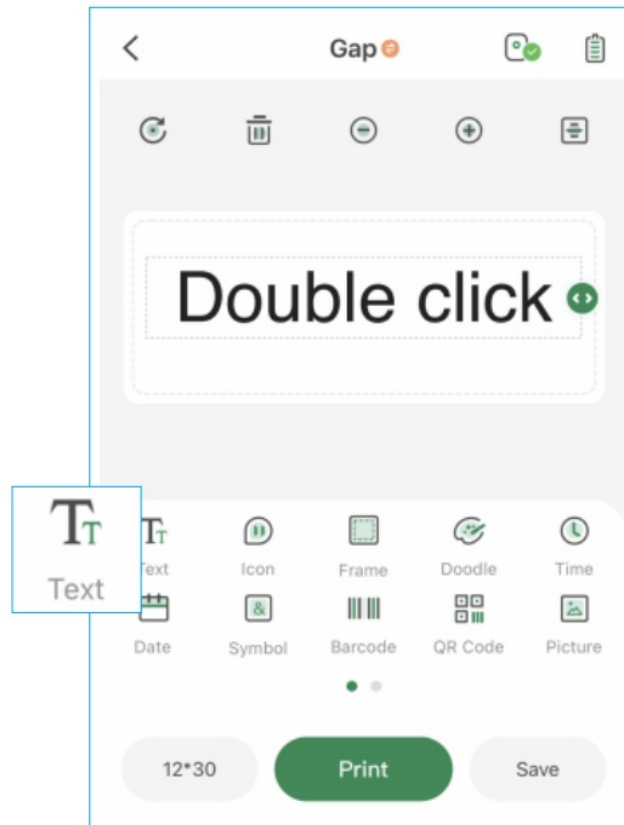 Gap
Double click
Text
Text Icon Frame Doodle Time
Date Symbol Barcode QR Code Picture
12*30 Print Save